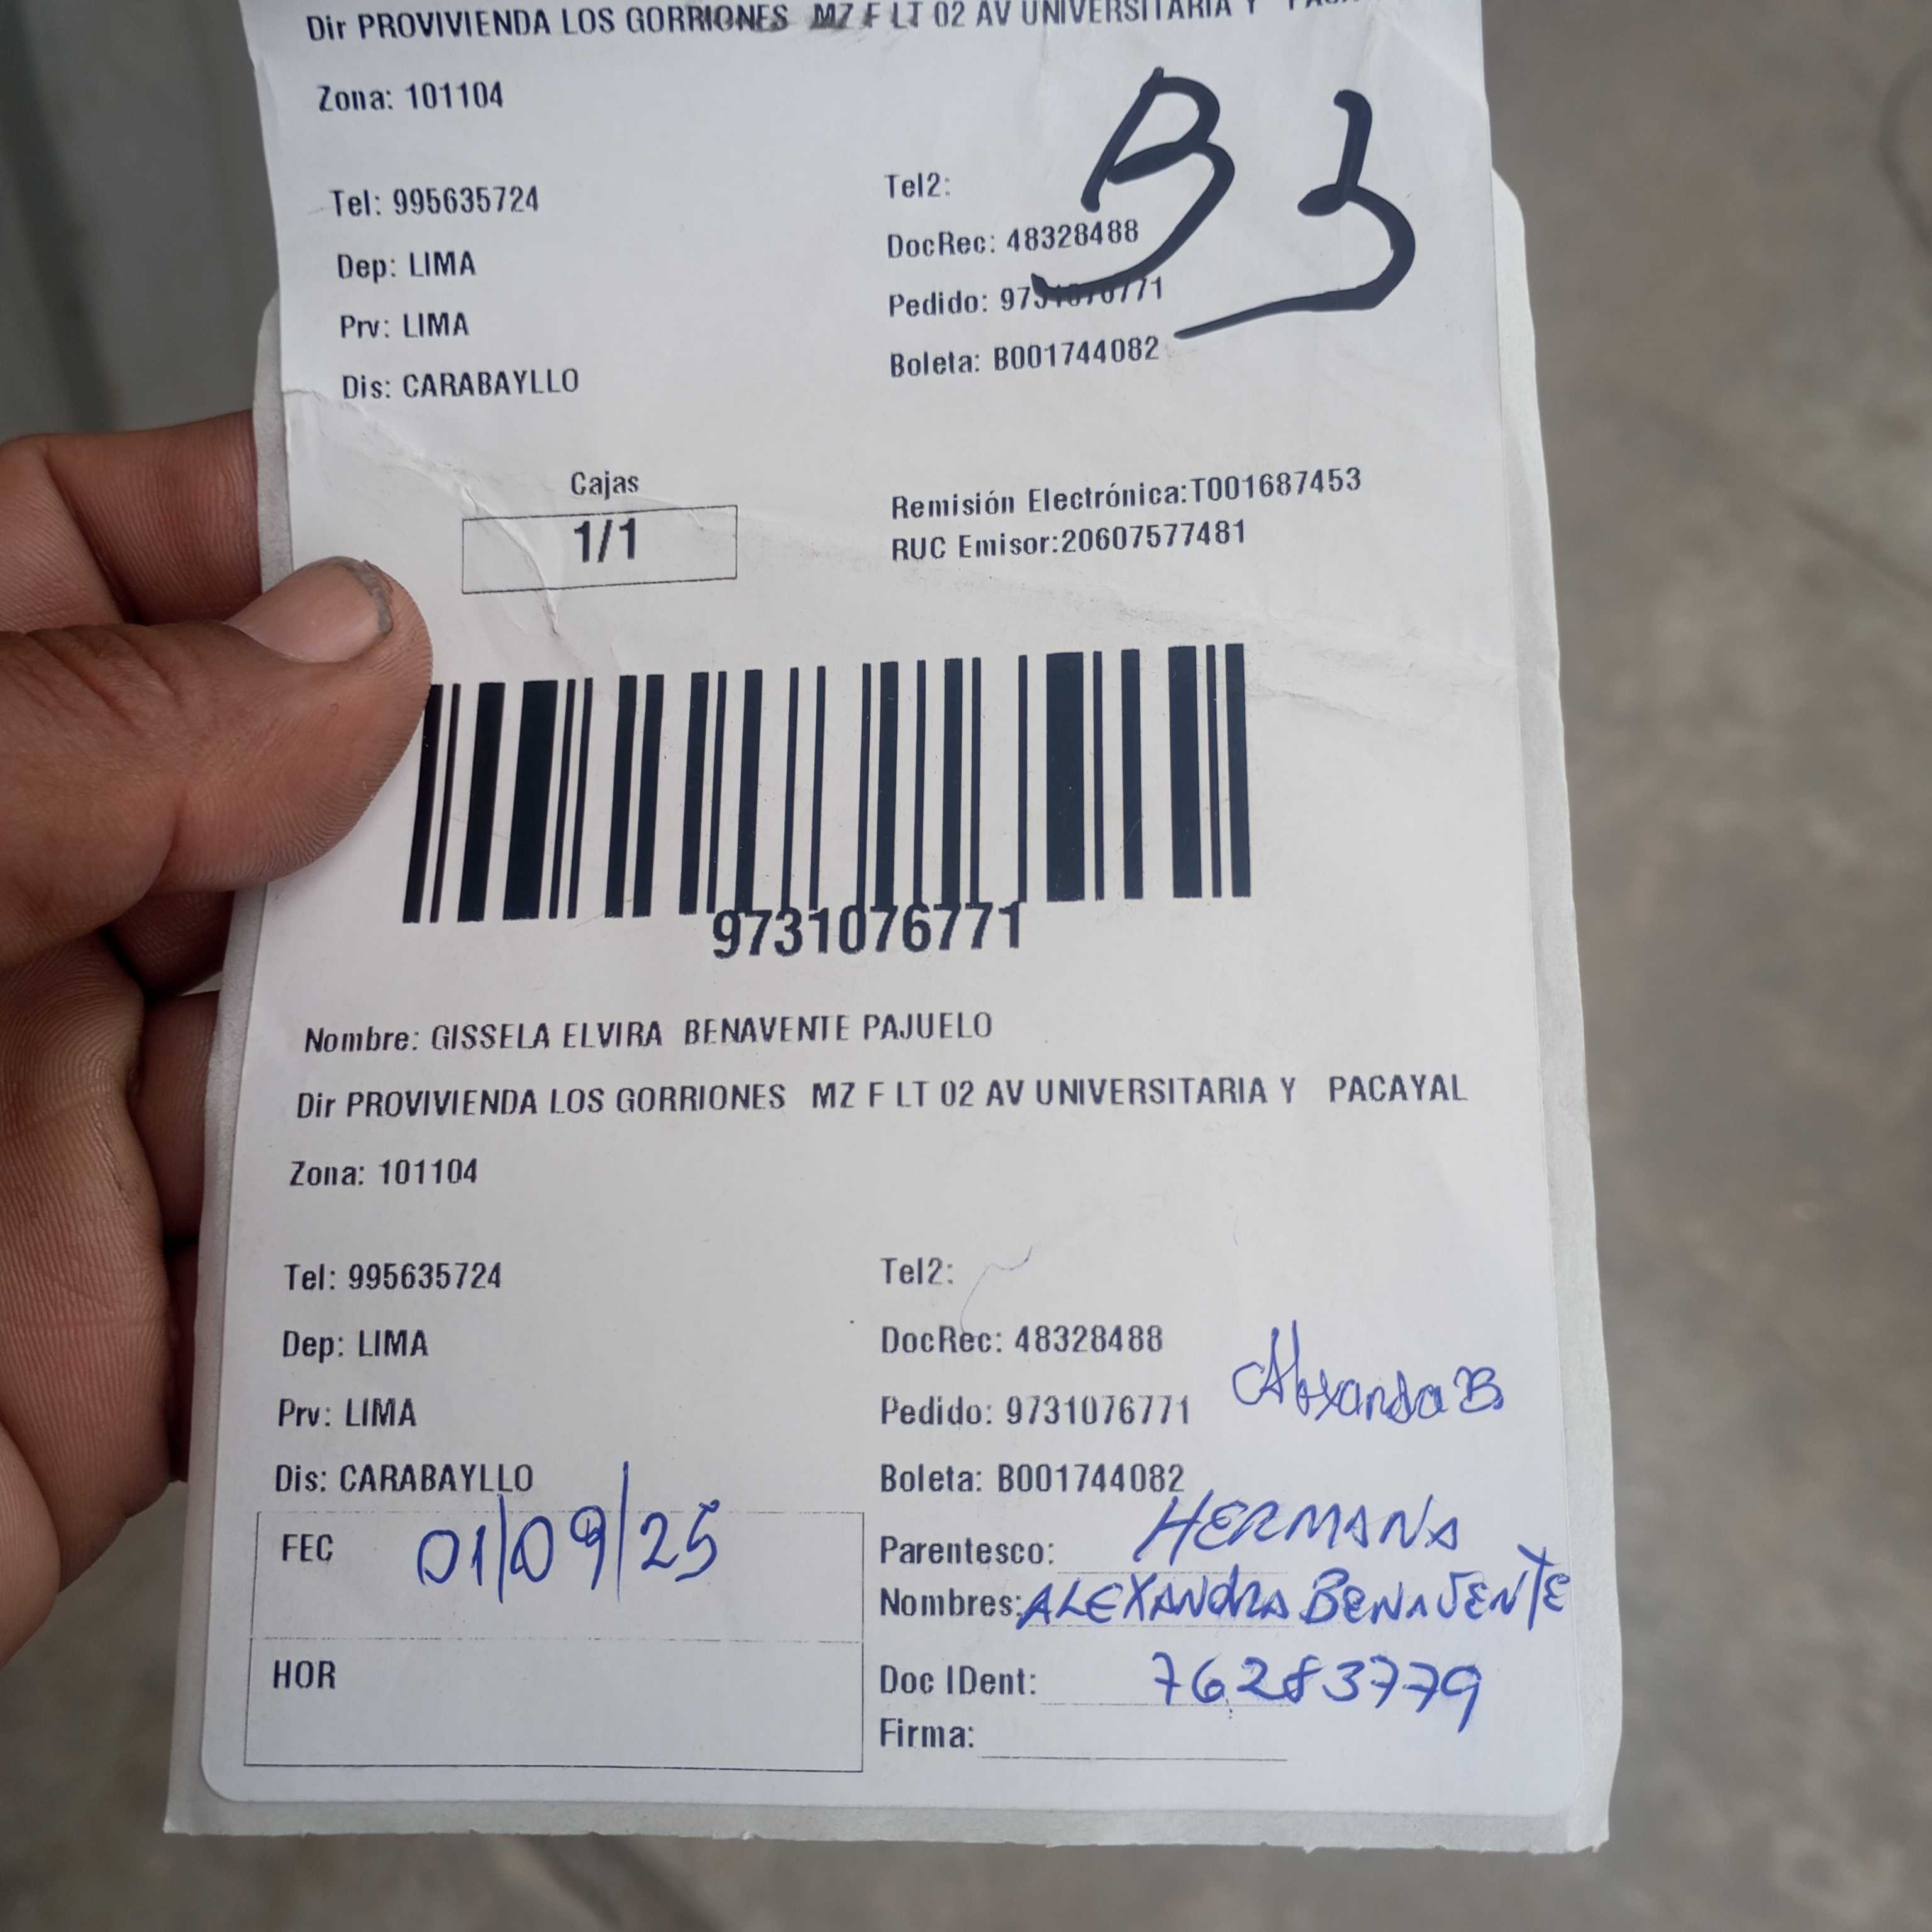 Dir PROVIVIENDA LOS GORRIONES MZ F LT 02 AV UNIVERSITARIA Y
Zona: 101104
B3
Tel: 995635724
Tel2:
Dep: LIMA
DocRec: 48328488
Prv: LIMA
Pedido: 9731076771
Dis: CARABAYLLO
Boleta: B001744082
Cajas
1/1
Remisión Electrónica:T001687453
RUC Emisor:20607577481
9731076771
Nombre: GISSELA ELVIRA BENAVENTE PAJUELO
Dir PROVIVIENDA LOS GORRIONES MZ F LT 02 AV UNIVERSITARIA Y PACAYAL
Zona: 101104
Tel: 995635724
Tel2:
Dep: LIMA
DocRec: 48328488
Prv: LIMA
Pedido: 9731076771
Dis: CARABAYLLO
Boleta: B001744082
FEC 01/09/25
Parentesco: HERMANA
Nombres: ALEXANDRA BENAVENTE
HOR
Doc IDent: 76283779
Firma: